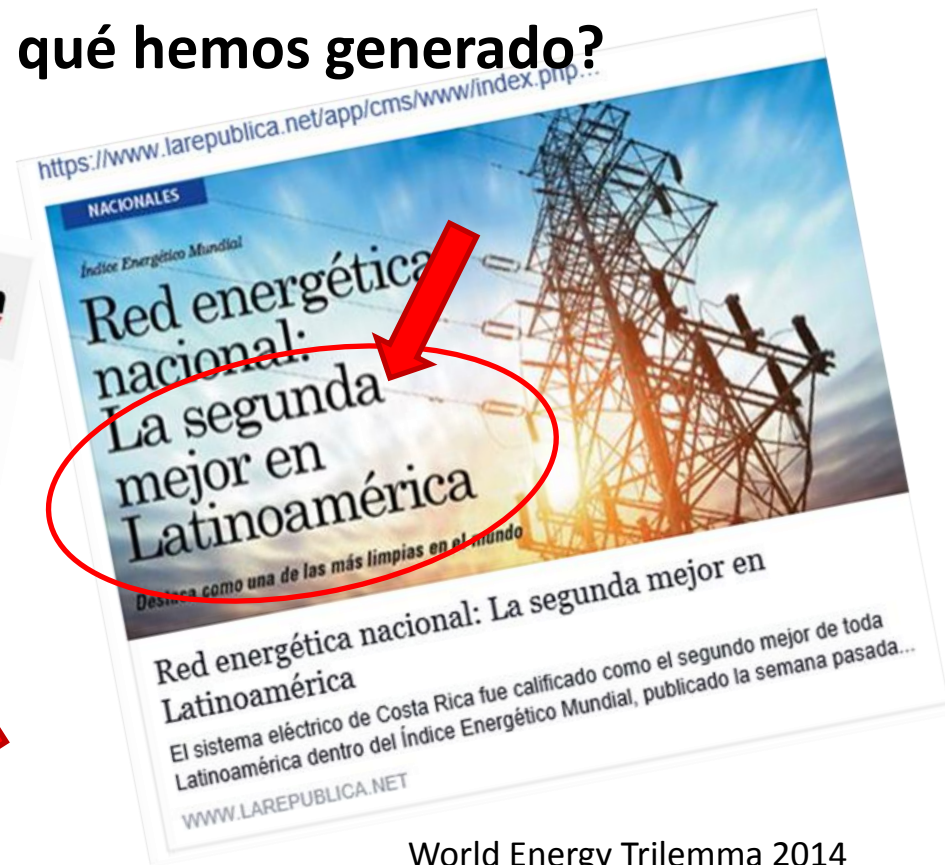 qué hemos generado?
https://www.larepublica.net/app/cms/www/index.php...
NACIONALES
Índice Energético Mundial
Red energética
nacional:
La segunda
mejor en
Latinoamérica
Destaca como una de las más limpias en el mundo
Red energética nacional: La segunda mejor en
Latinoamérica
El sistema eléctrico de Costa Rica fue calificado como el segundo mejor de toda
Latinoamérica dentro del Índice Energético Mundial, publicado la semana pasada...
WWW.LAREPUBLICA.NET
World Energy Trilemma 2014